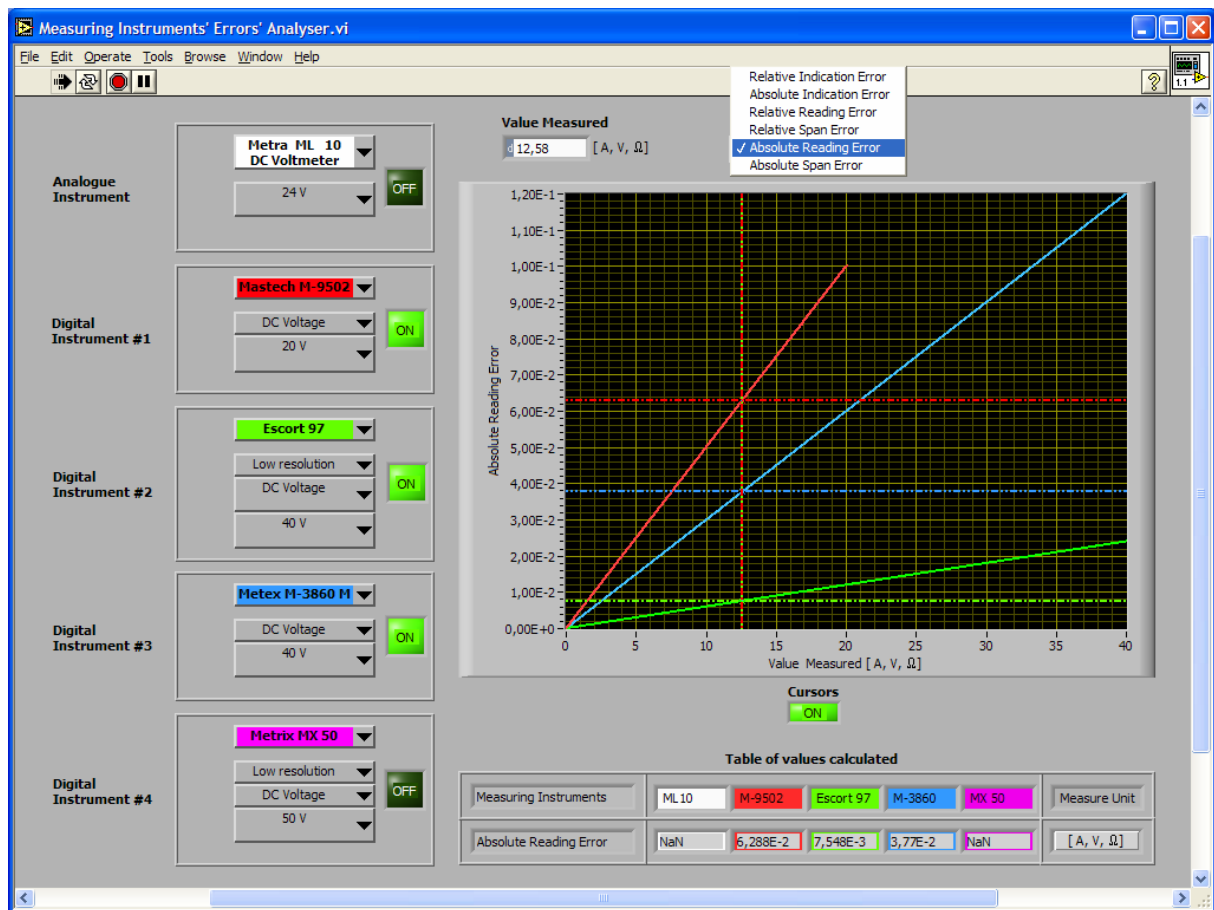 Measuring Instruments' Errors' Analyser.vi
File Edit Operate Tools Browse Window Help
?
1.1
Analogue
Instrument
Metra ML 10
DC Voltmeter
24 V
OFF
Digital
Instrument #1
Mastech M-9502
DC Voltage
20 V
ON
Digital
Instrument #2
Escort 97
Low resolution
DC Voltage
40 V
ON
Digital
Instrument #3
Metex M-3860 M
DC Voltage
40 V
ON
Digital
Instrument #4
Metrix MX 50
Low resolution
DC Voltage
50 V
OFF
Value Measured
d 12,58 [ A, V, Ω]
Relative Indication Error
Absolute Indication Error
Relative Reading Error
Relative Span Error
✓ Absolute Reading Error
Absolute Span Error
Absolute Reading Error
1,20E-1
1,10E-1
1,00E-1
9,00E-2
8,00E-2
7,00E-2
6,00E-2
5,00E-2
4,00E-2
3,00E-2
2,00E-2
1,00E-2
0,00E+0
0 5 10 15 20 25 30 35 40
Value Measured [ A, V, Ω]
Cursors
ON
Table of values calculated
Measuring Instruments ML10 M-9502 Escort 97 M-3860 MX 50 Measure Unit
Absolute Reading Error NaN 6,288E-2 7,548E-3 3,77E-2 NaN [ A, V, Ω]